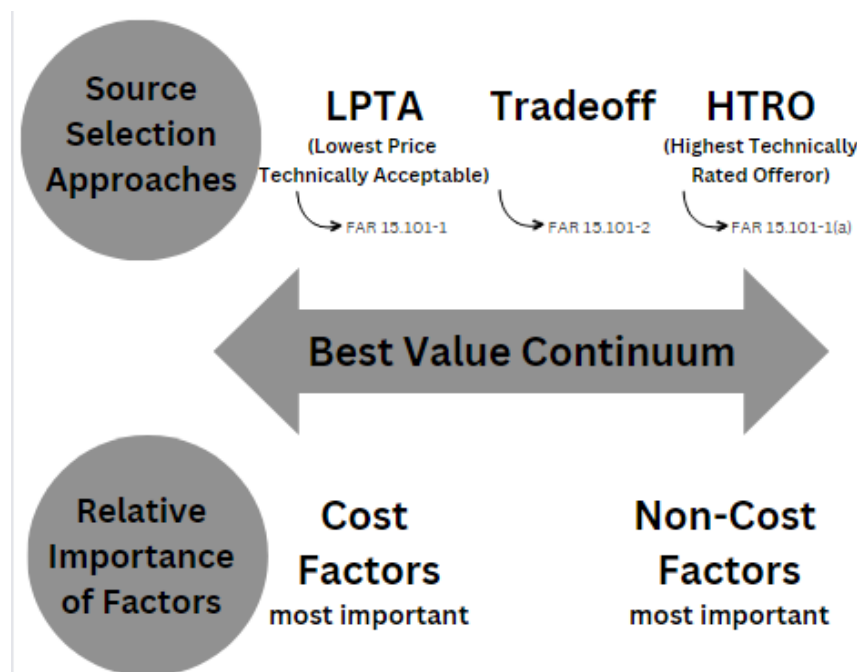 Source
Selection
Approaches
LPTA
(Lowest Price
Technically Acceptable)
FAR 15.101-1
Tradeoff
FAR 15.101-2
HTRO
(Highest Technically
Rated Offeror)
FAR 15.101-1(a)
Best Value Continuum
Relative
Importance
of Factors
Cost
Factors
most important
Non-Cost
Factors
most important